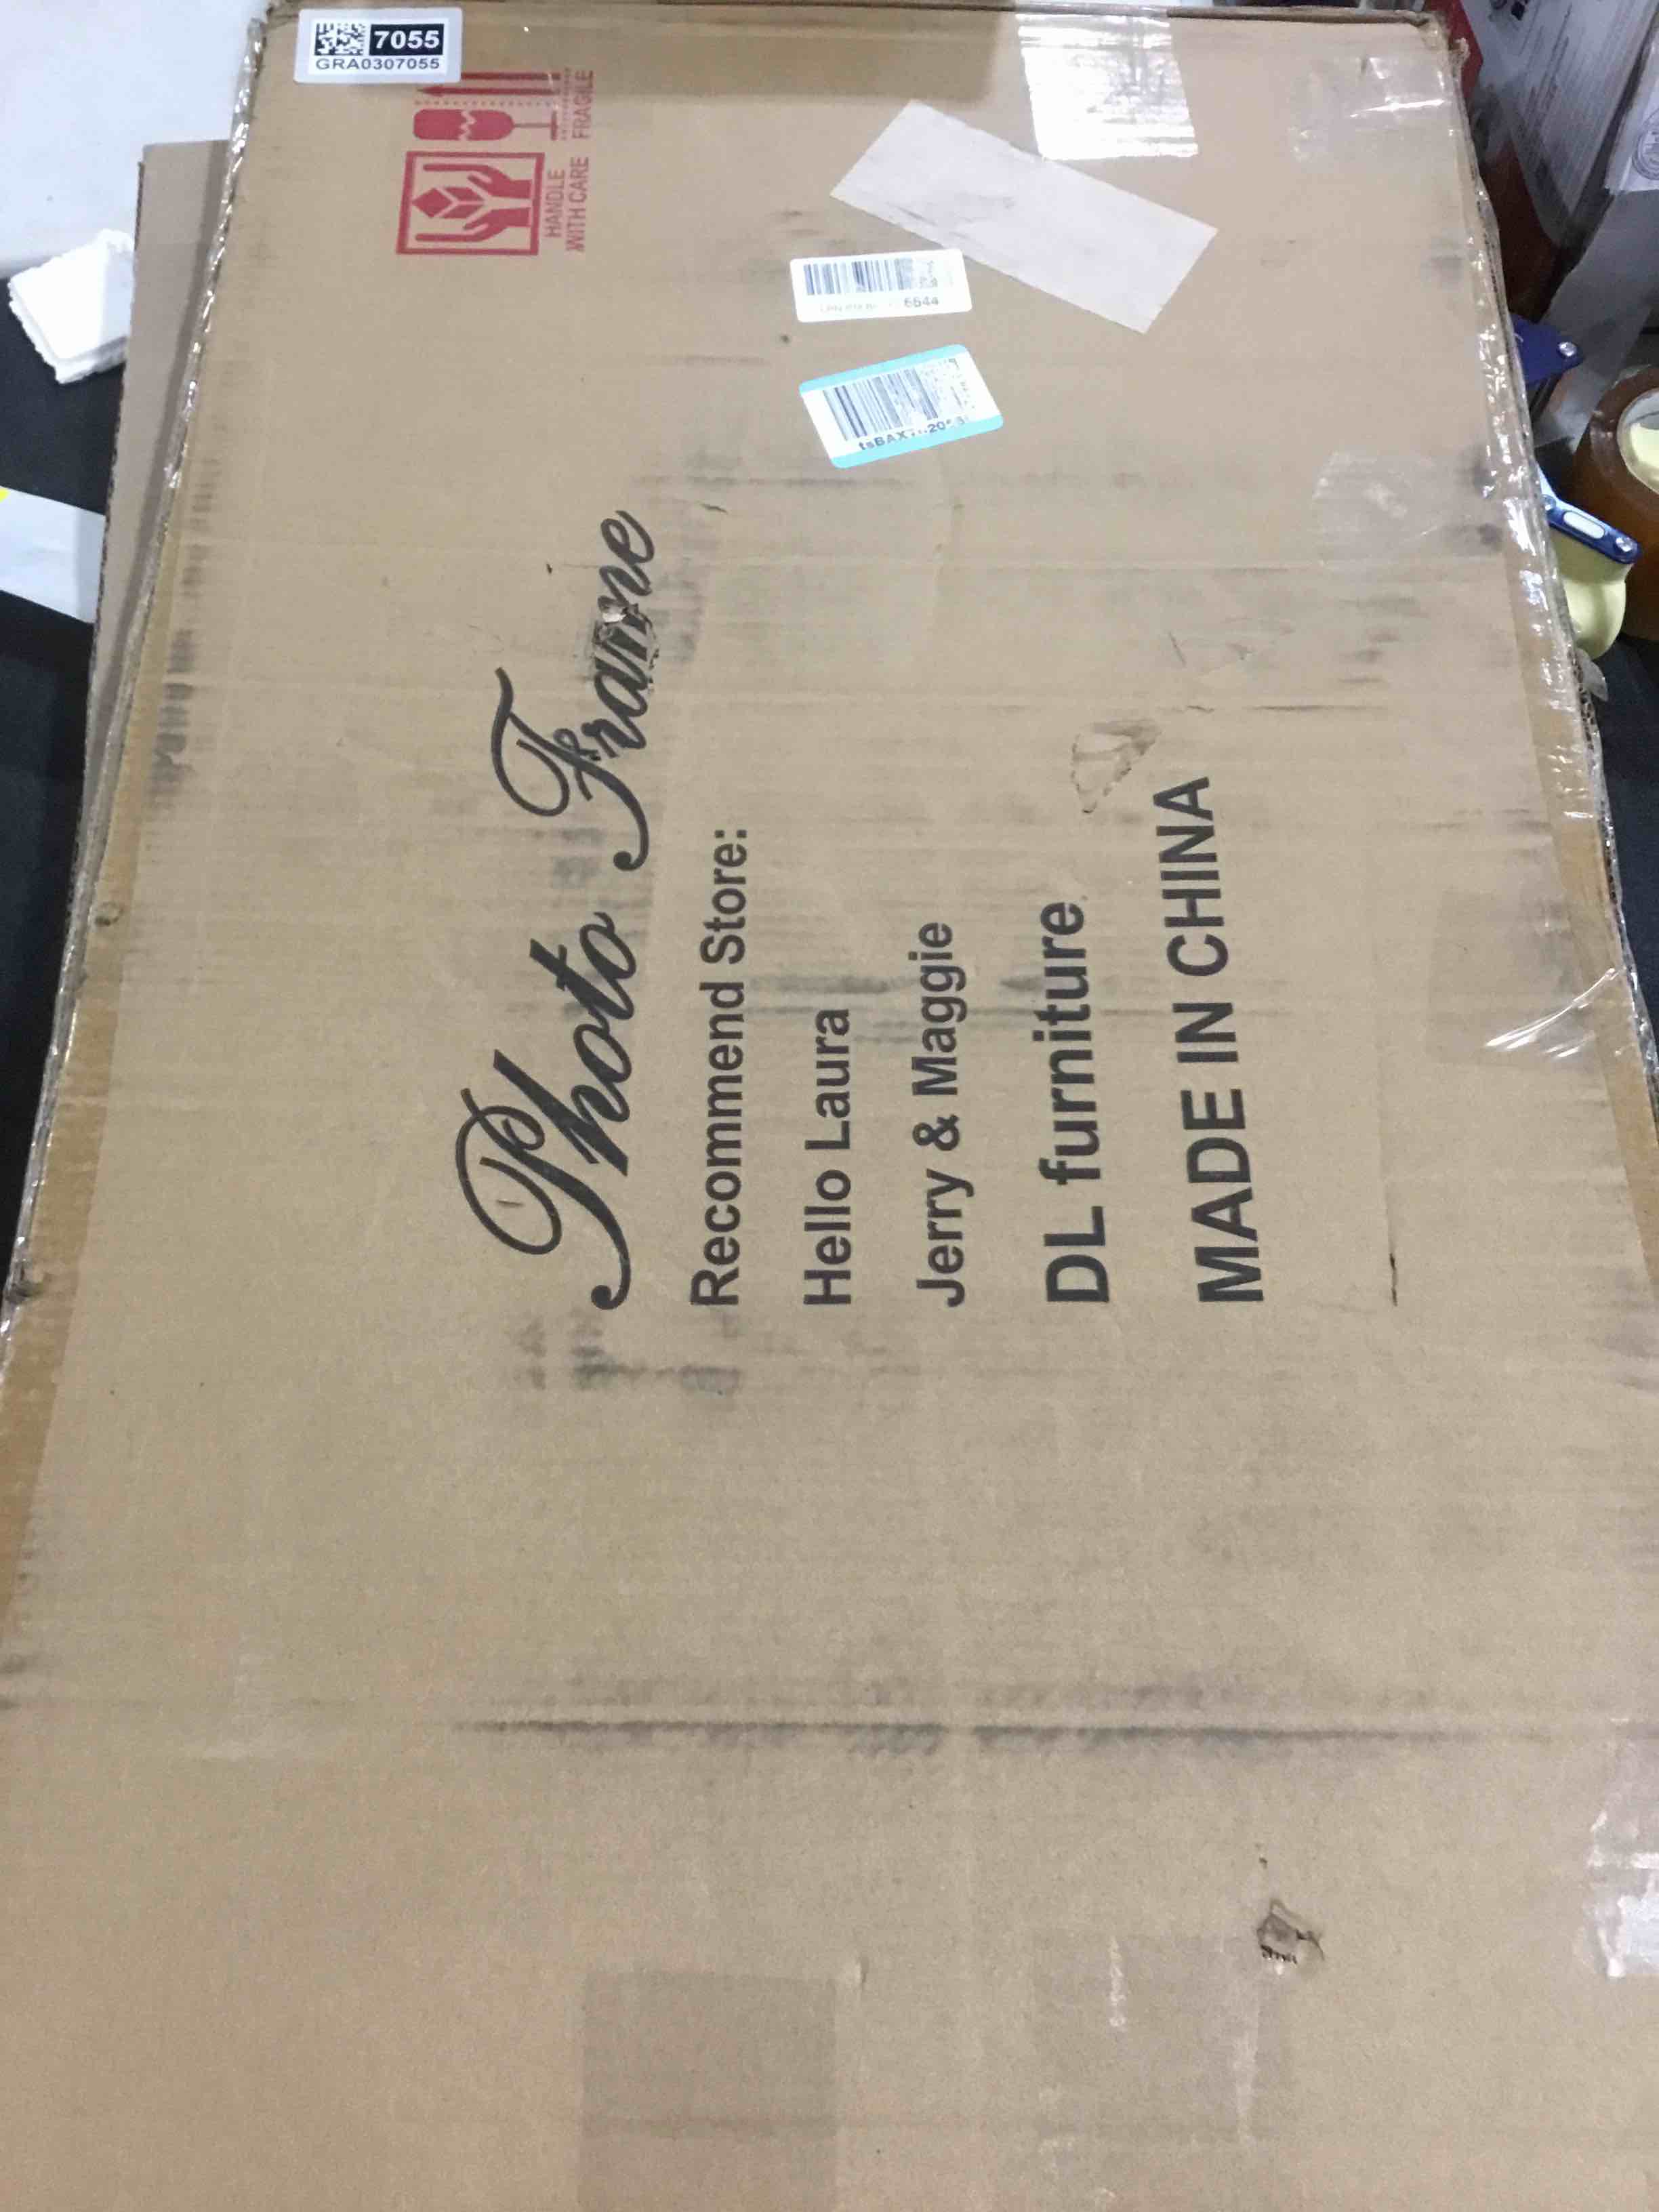 7055
GRA0307055
HANDLE
WITH CARE
FRAGILE
6544
Photo Frame
Recommend Store:
Hello Laura
Jerry & Maggie
DL furniture
MADE IN CHINA